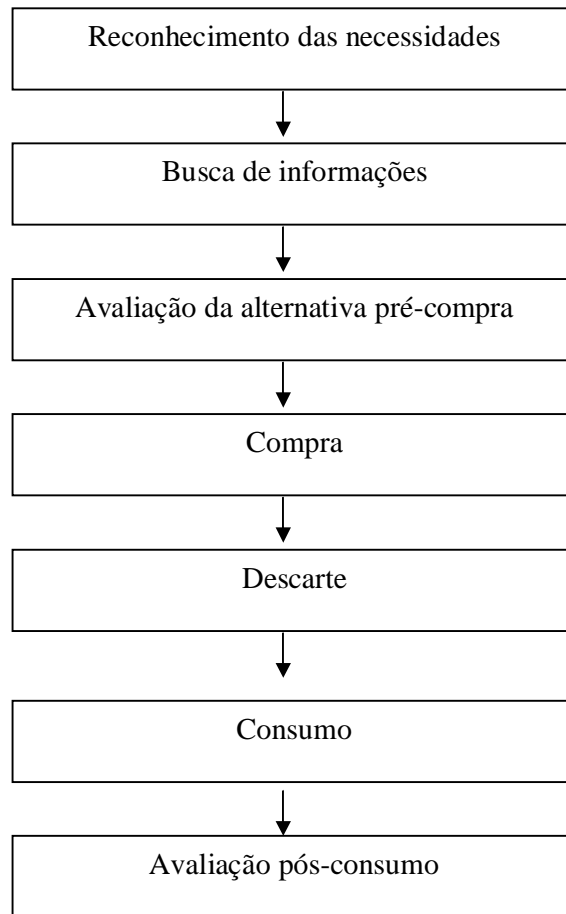 Reconhecimento das necessidades
Busca de informações
Avaliação da alternativa pré-compra
Compra
Descarte
Consumo
Avaliação pós-consumo